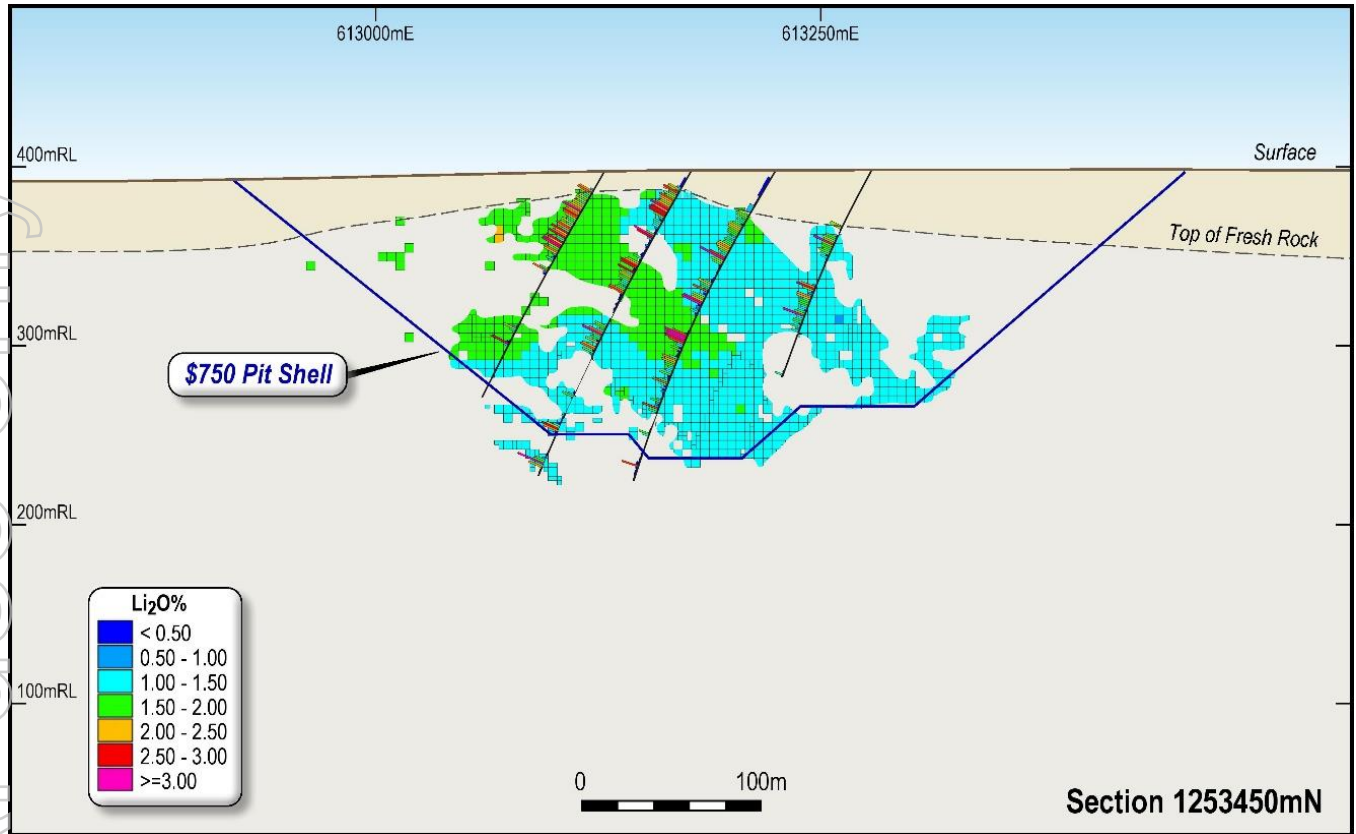 613000mE
613250mE
400mRL
Surface
Top of Fresh Rock
300mRL
$750 Pit Shell
200mRL
Li₂O%
< 0.50
0.50 - 1.00
1.00 - 1.50
1.50 - 2.00
2.00 - 2.50
2.50 - 3.00
>=3.00
100mRL
0 100m
Section 1253450mN